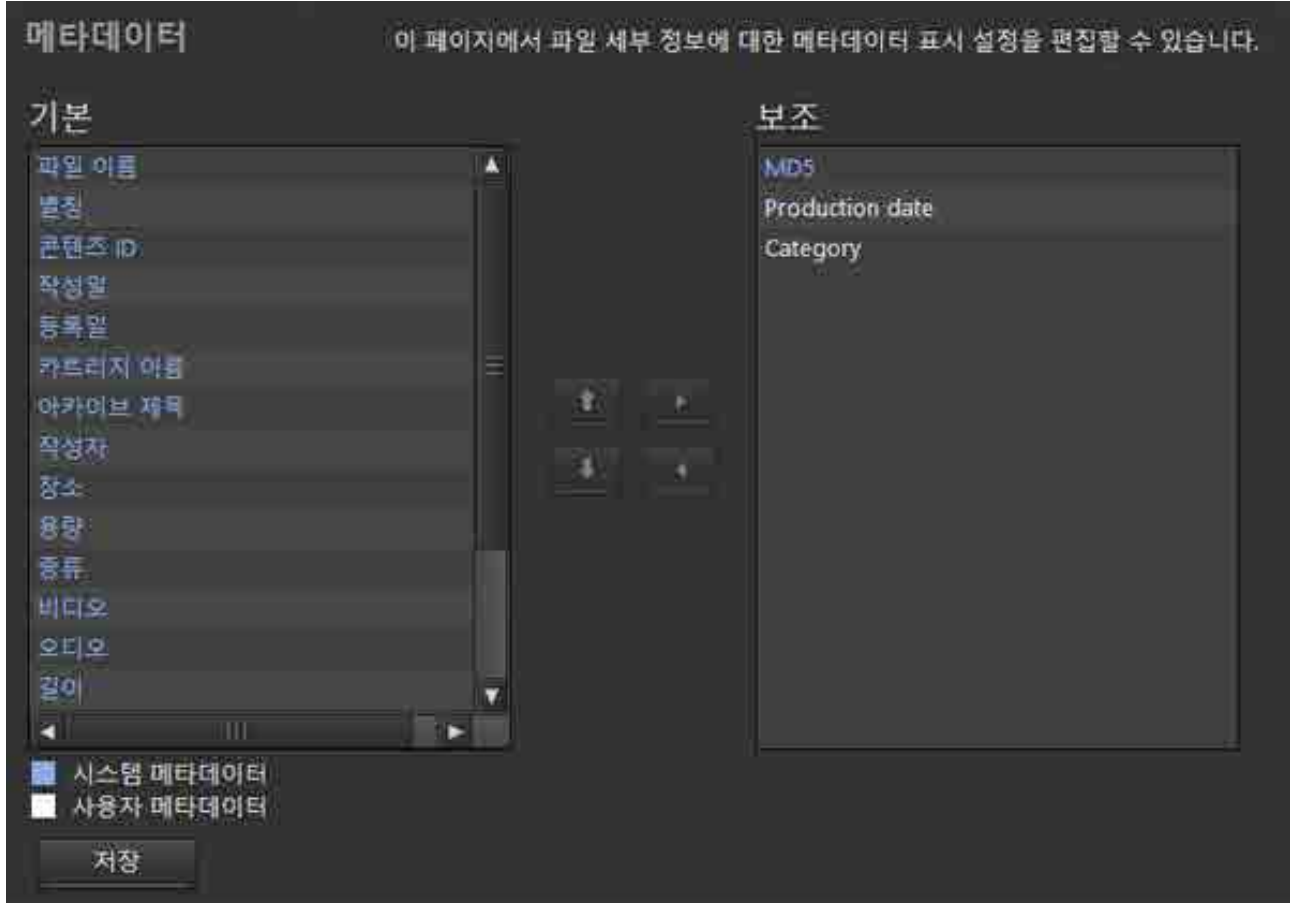 메타데이터
이 페이지에서 파일 세부 정보에 대한 메타데이터 표시 설정을 편집할 수 있습니다.
기본
파일 이름
별칭
콘텐츠 ID
작성일
등록일
카트리지 이름
아카이브 제목
작성자
장소
용량
종류
비디오
오디오
길이
시스템 메타데이터
사용자 메타데이터
저장
보조
MD5
Production date
Category